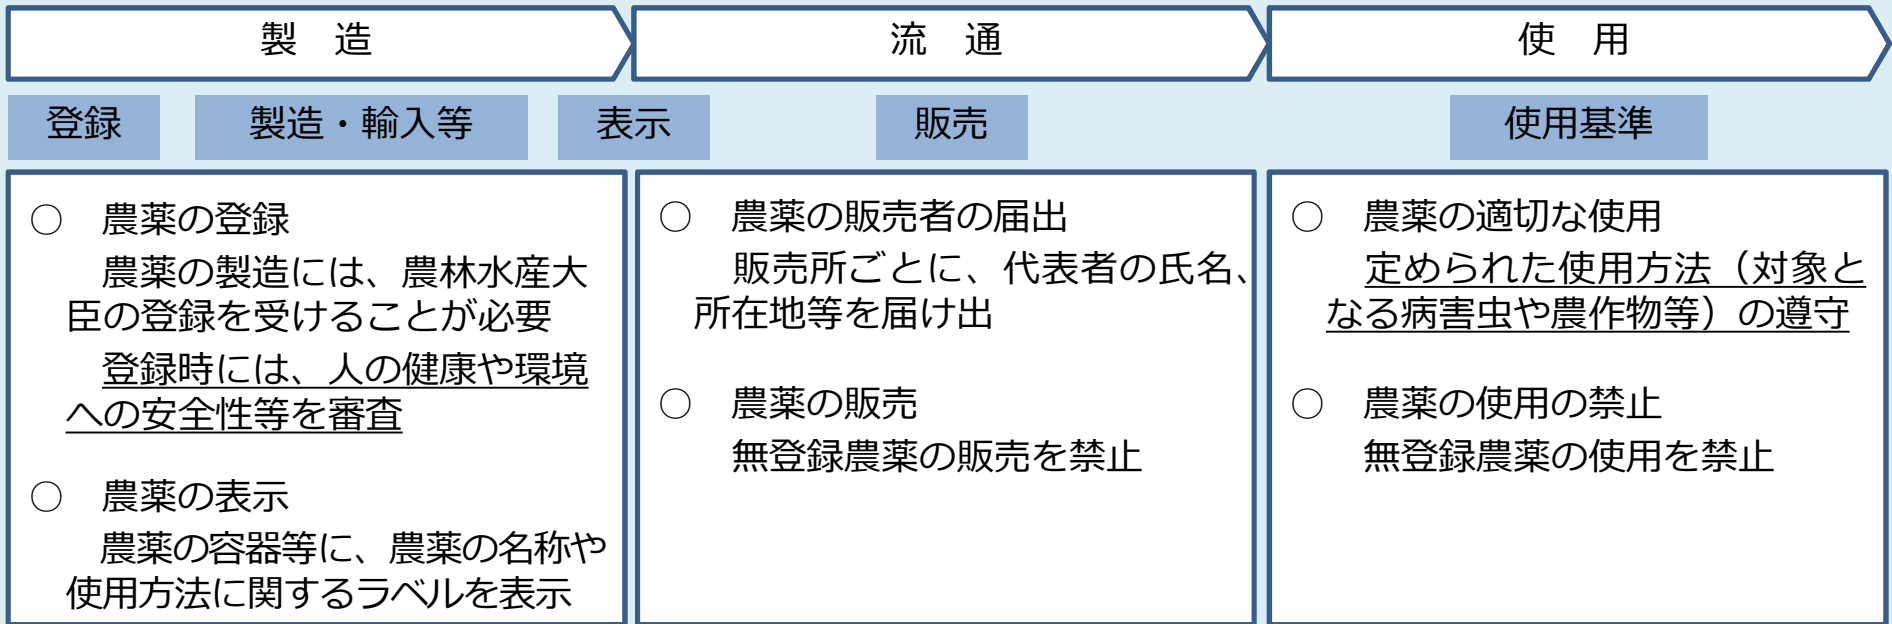 製　造
流　通
使　用
登録
製造・輸入等
表示
販売
使用基準
○　農薬の登録
農薬の製造には、農林水産大
臣の登録を受けることが必要
登録時には、人の健康や環境
への安全性等を審査
○　農薬の表示
農薬の容器等に、農薬の名称や
使用方法に関するラベルを表示
○　農薬の販売者の届出
販売所ごとに、代表者の氏名、
所在地等を届け出
○　農薬の販売
無登録農薬の販売を禁止
○　農薬の適切な使用
定められた使用方法（対象と
なる病害虫や農作物等）の遵守
○　農薬の使用の禁止
無登録農薬の使用を禁止